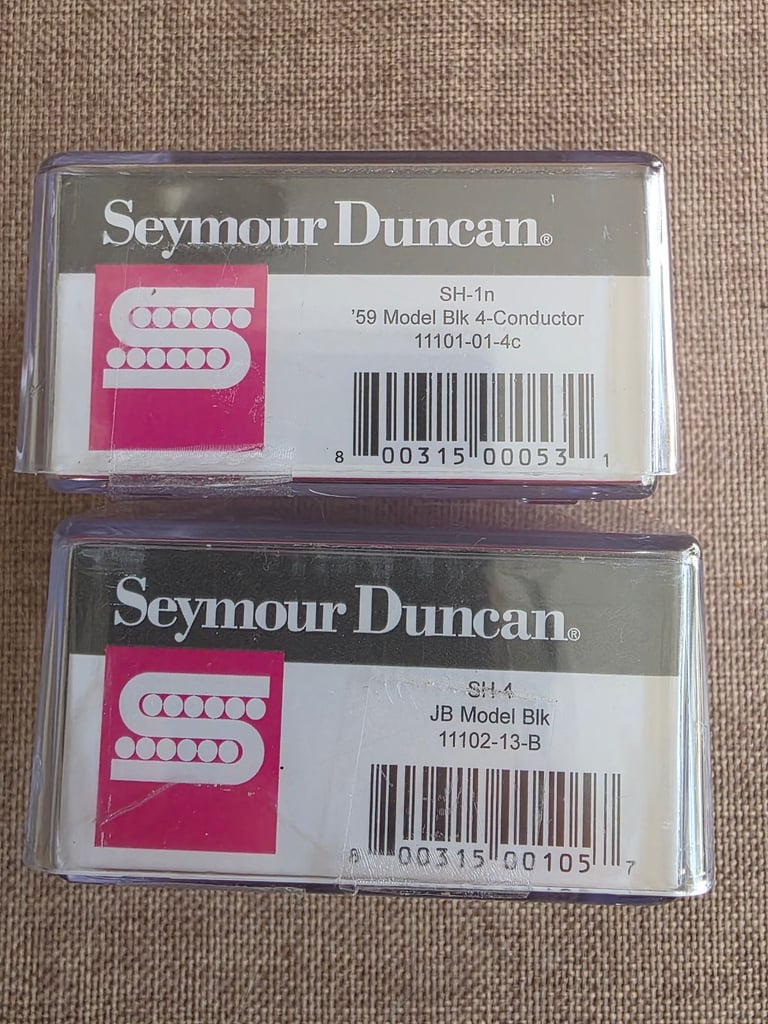 Seymour Duncan®
SH-1n
'59 Model Blk 4-Conductor
11101-01-4c
8 00315 00053 1
Seymour Duncan®
SH-4
JB Model Blk
11102-13-B
8 00315 00105 7